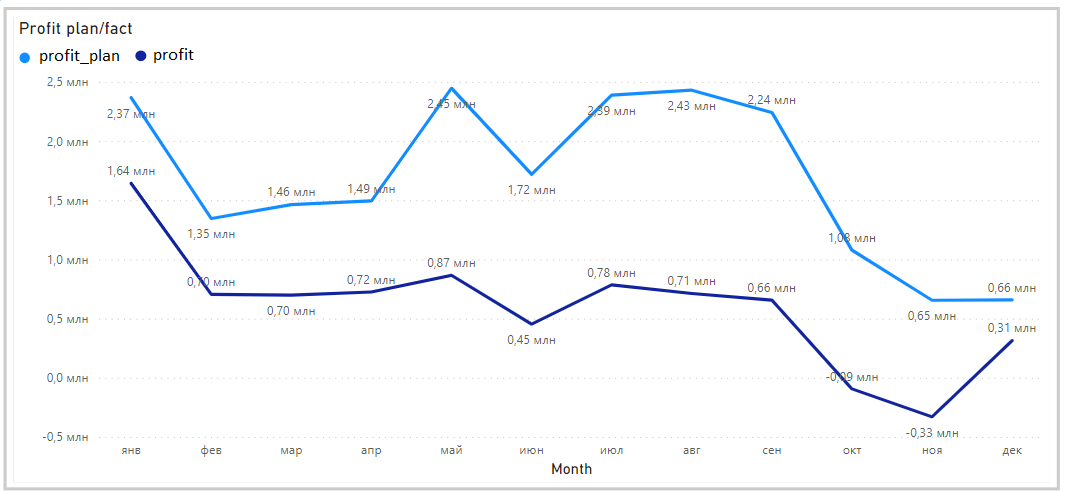 Profit plan/fact
profit_plan profit
2,5 млн
2,0 млн
1,5 млн
1,0 млн
0,5 млн
0,0 млн
-0,5 млн
2,37 млн
1,35 млн
1,46 млн
1,49 млн
2,45 млн
1,72 млн
2,39 млн
2,43 млн
2,24 млн
1,08 млн
0,65 млн
0,66 млн
1,64 млн
0,70 млн
0,70 млн
0,72 млн
0,87 млн
0,45 млн
0,78 млн
0,71 млн
0,66 млн
-0,09 млн
-0,33 млн
0,31 млн
янв фев мар апр май июн июл авг сен окт ноя дек
Month